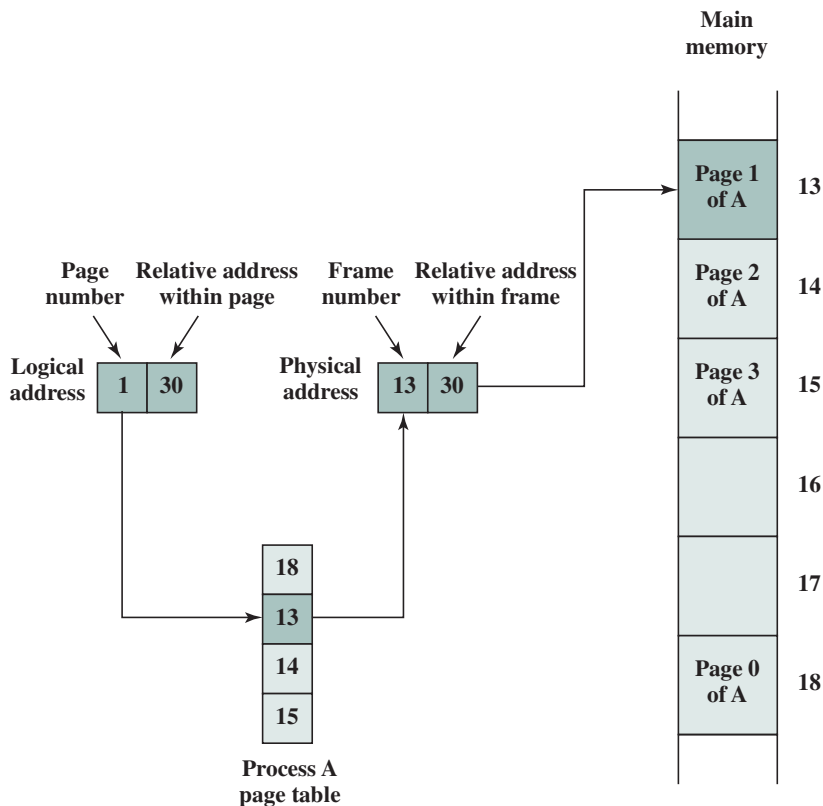 Main
memory
Page 1
of A
13
Page 2
of A
14
Page 3
of A
15
16
17
Page 0
of A
18
Page
number
Relative address
within page
Frame
number
Relative address
within frame
Logical
address
1
30
Physical
address
13
30
18
13
14
15
Process A
page table